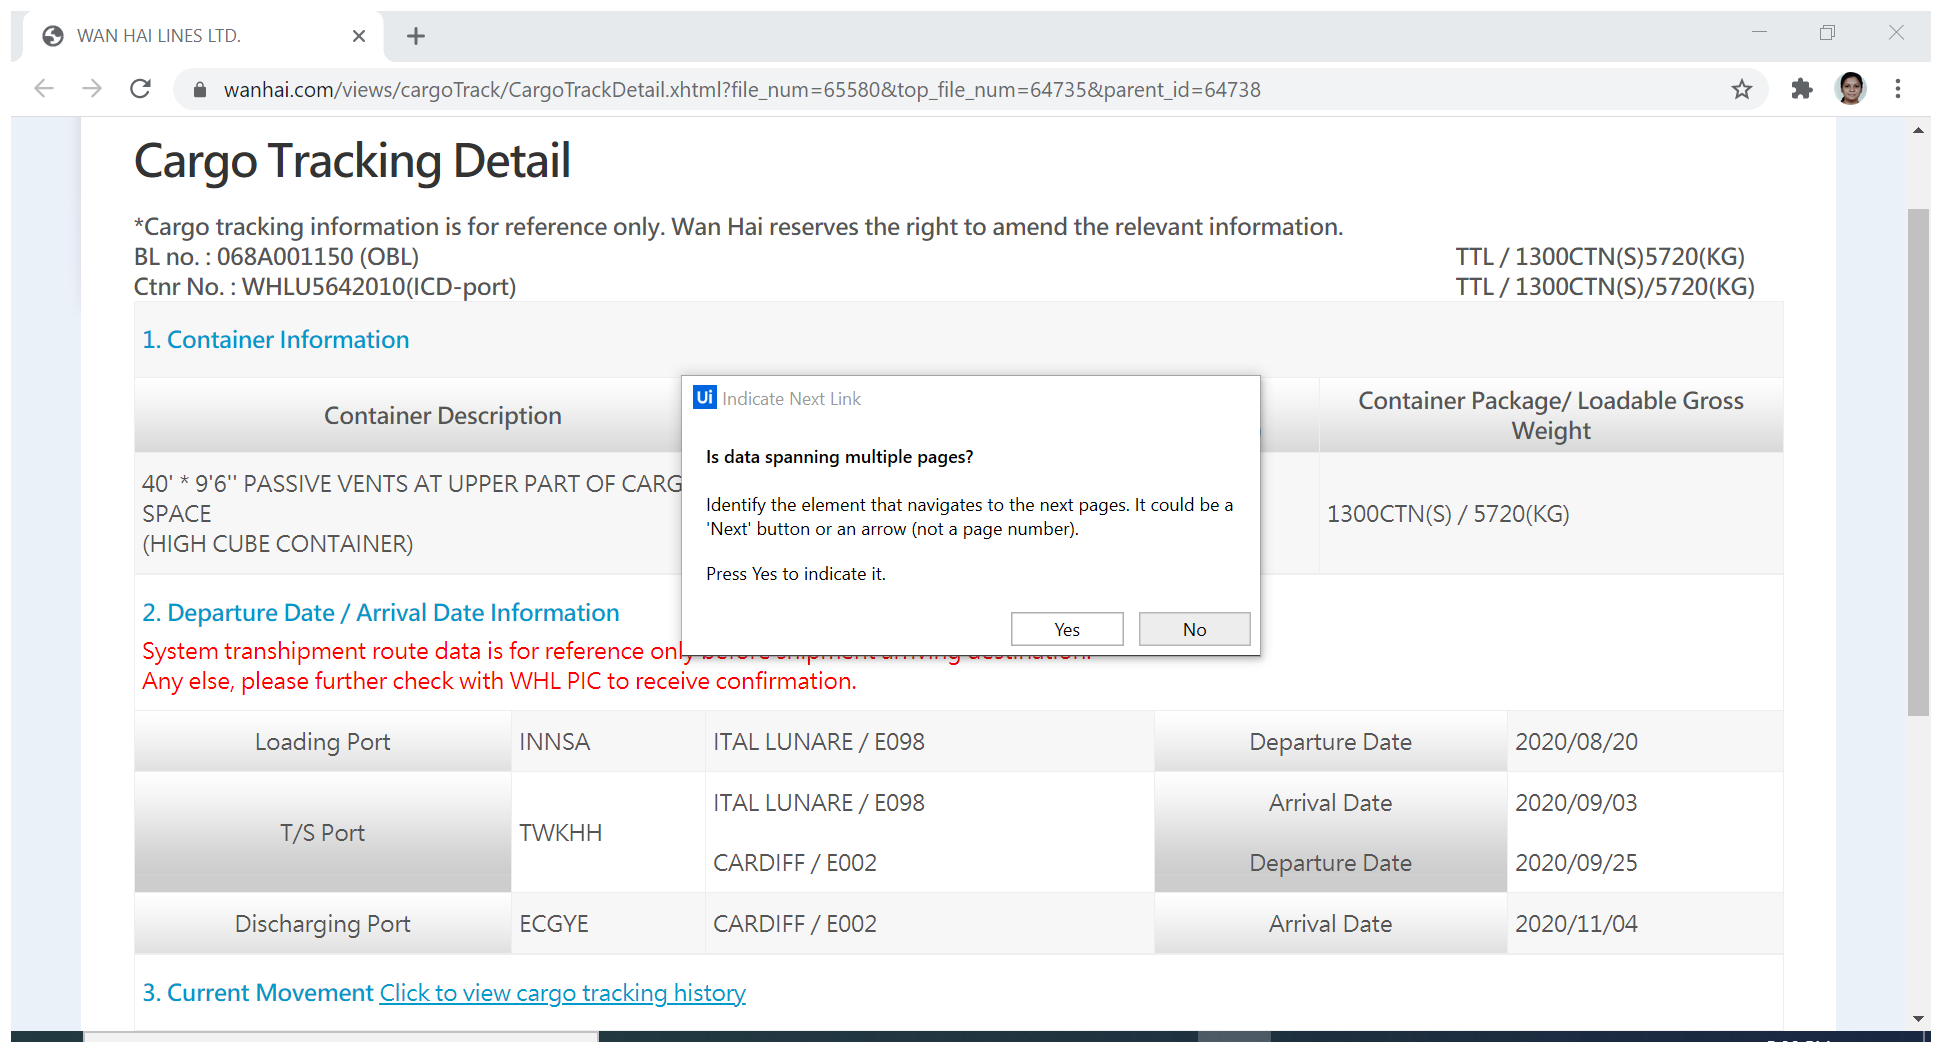 WAN HAI LINES LTD.
wanhai.com/views/cargoTrack/CargoTrackDetail.xhtml?file_num=65580&top_file_num=64735&parent_id=64738
Cargo Tracking Detail
*Cargo tracking information is for reference only. Wan Hai reserves the right to amend the relevant information.
BL no. : 068A001150 (OBL) TTL / 1300CTN(S)5720(KG)
Ctnr No. : WHLU5642010(ICD-port) TTL / 1300CTN(S)/5720(KG)
1. Container Information
Container Description
Container Package/ Loadable Gross
Weight
40' * 9'6'' PASSIVE VENTS AT UPPER PART OF CARG
SPACE
(HIGH CUBE CONTAINER)
1300CTN(S) / 5720(KG)
Ui Indicate Next Link
Is data spanning multiple pages?
Identify the element that navigates to the next pages. It could be a
'Next' button or an arrow (not a page number).
Press Yes to indicate it.
Yes No
2. Departure Date / Arrival Date Information
System transhipment route data is for reference only before shipment arriving destination.
Any else, please further check with WHL PIC to receive confirmation.
Loading Port INNSA ITAL LUNARE / E098 Departure Date 2020/08/20
T/S Port TWKHH ITAL LUNARE / E098 Arrival Date 2020/09/03
CARDIFF / E002 Departure Date 2020/09/25
Discharging Port ECGYE CARDIFF / E002 Arrival Date 2020/11/04
3. Current Movement Click to view cargo tracking history